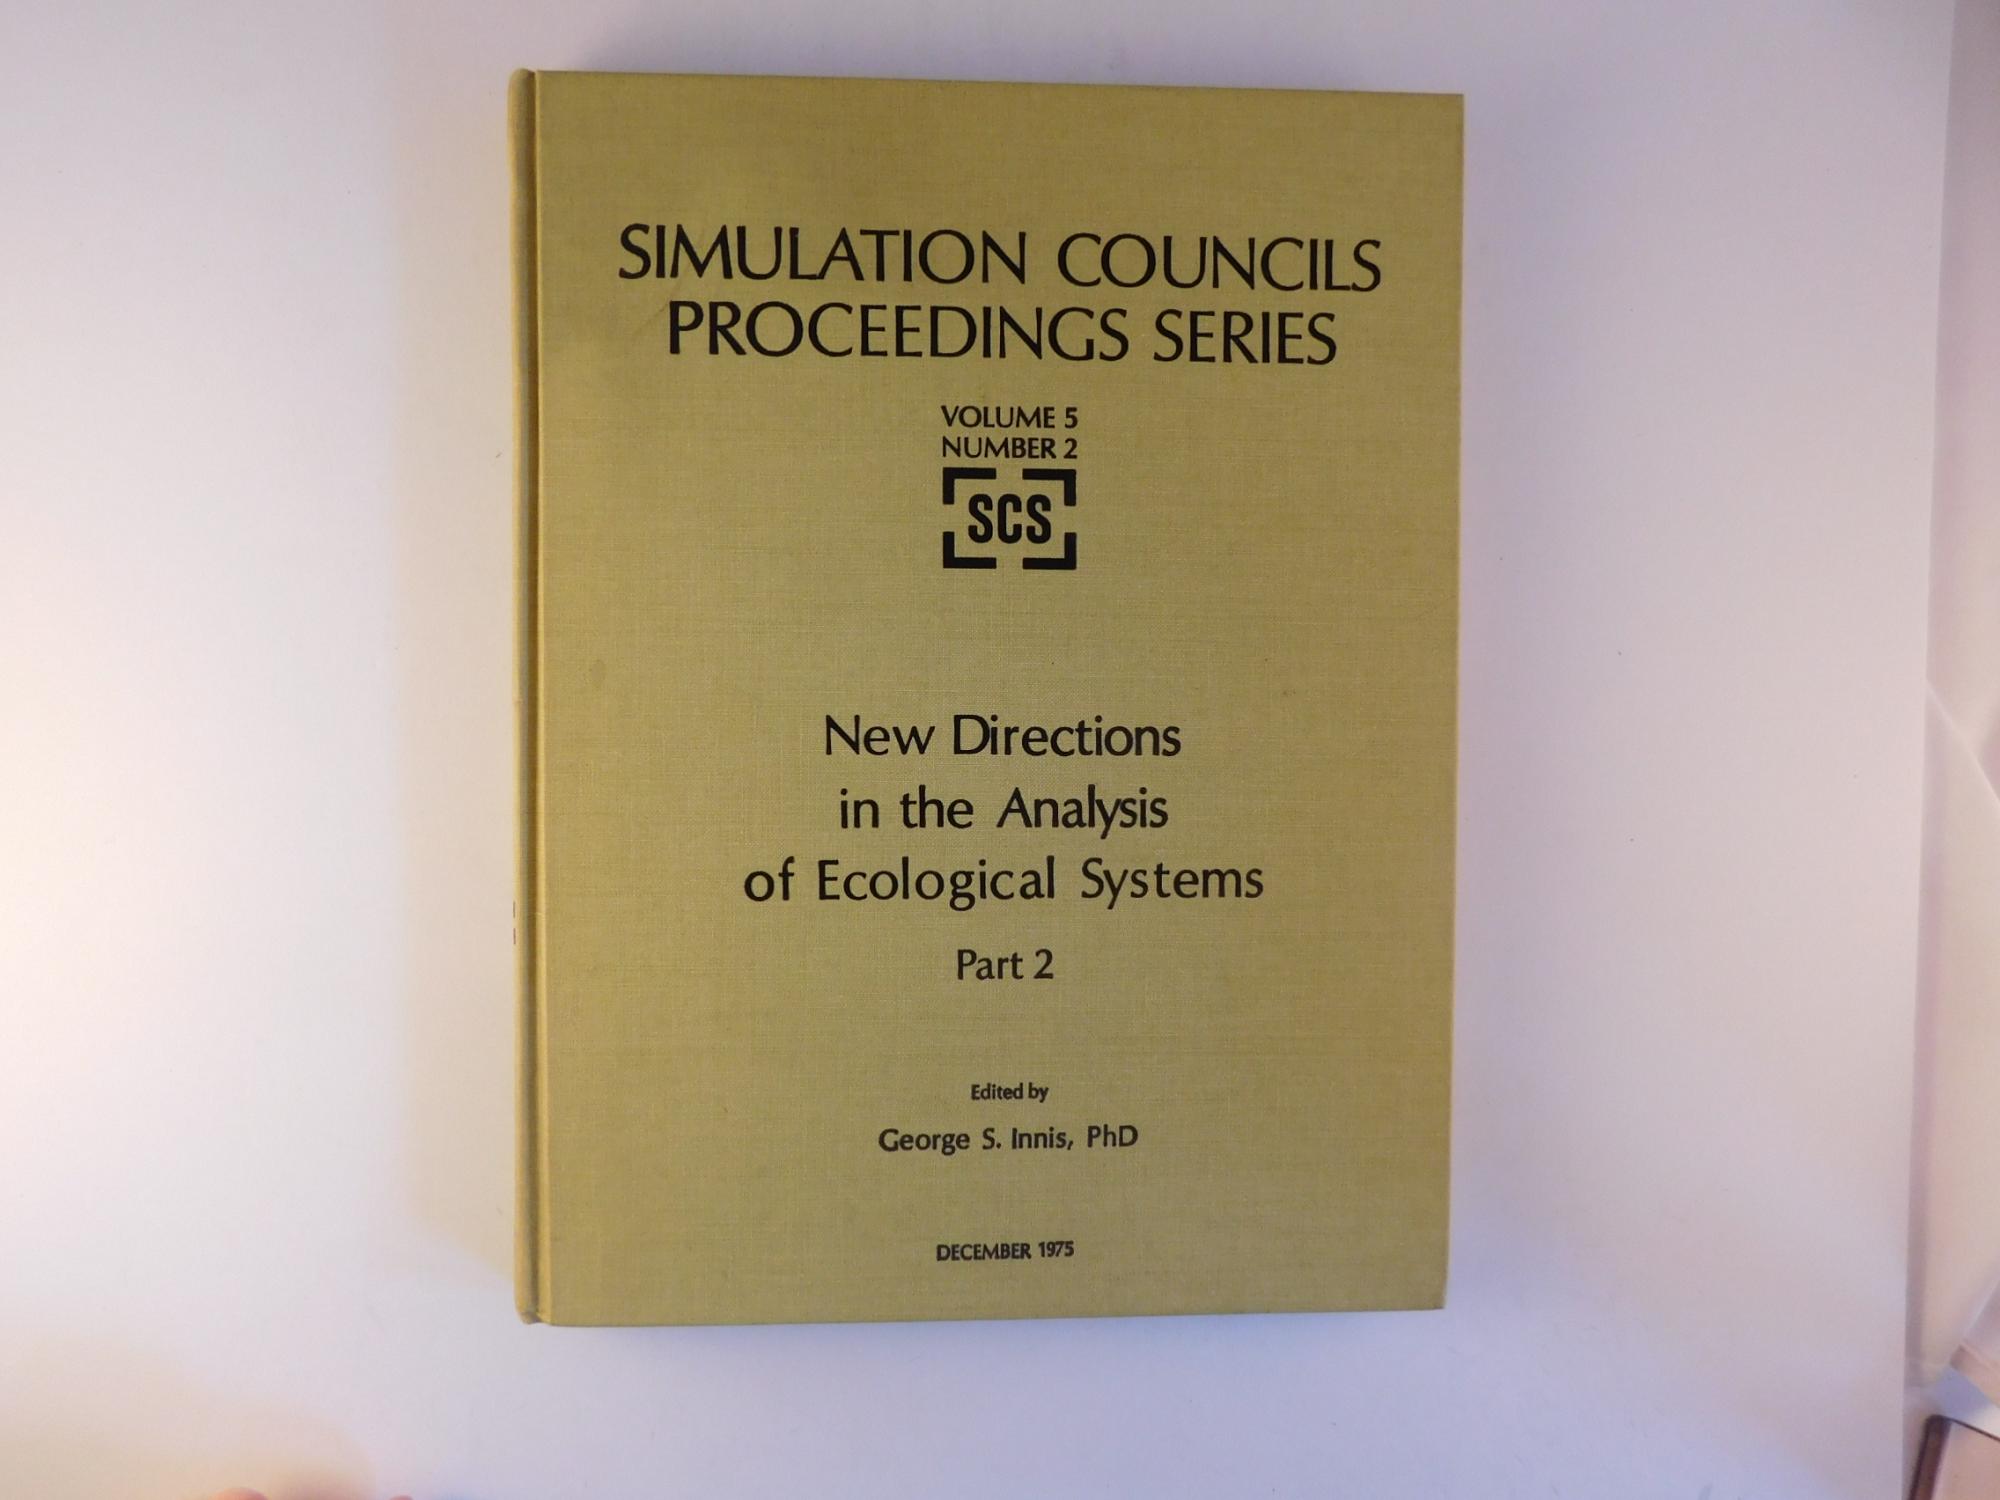 SIMULATION COUNCILS
PROCEEDINGS SERIES
VOLUME 5
NUMBER 2
SCS
New Directions
in the Analysis
of Ecological Systems
Part 2
Edited by
George S. Innis, PhD
DECEMBER 1975